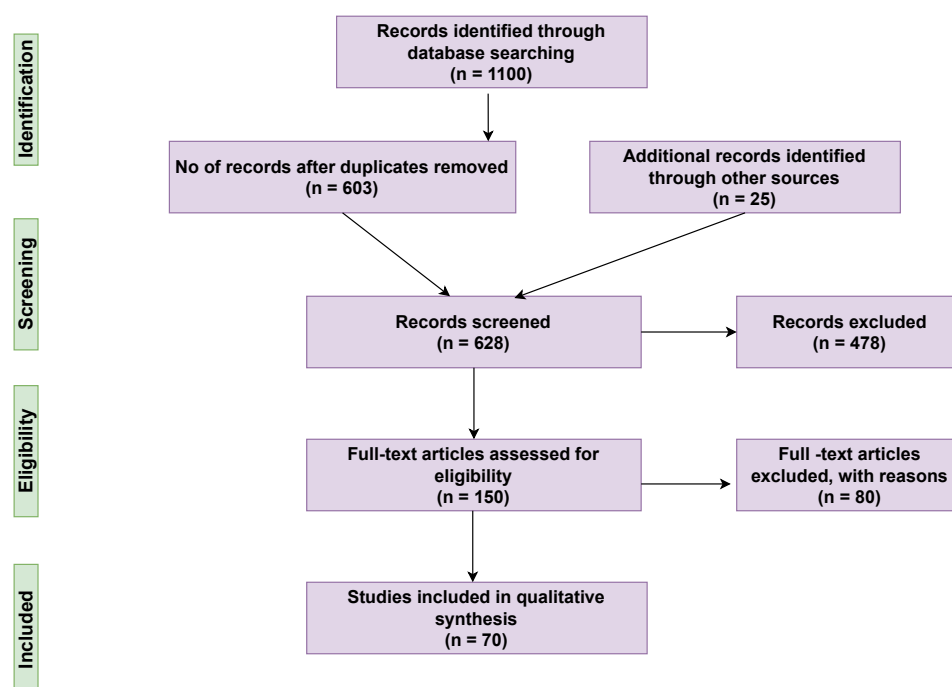 Identification
Records identified through
database searching
(n = 1100)
No of records after duplicates removed
(n = 603)
Additional records identified
through other sources
(n = 25)
Screening
Records screened
(n = 628)
Records excluded
(n = 478)
Eligibility
Full-text articles assessed for
eligibility
(n = 150)
Full -text articles
excluded, with reasons
(n = 80)
Included
Studies included in qualitative
synthesis
(n = 70)